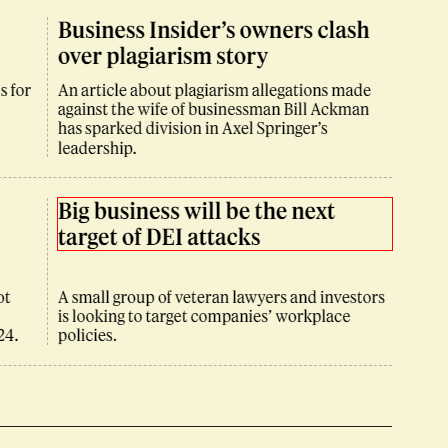 Business Insider's owners clash
over plagiarism story
s for
An article about plagiarism allegations made
against the wife of businessman Bill Ackman
has sparked division in Axel Springer's
leadership.
Big business will be the next
target of DEI attacks
ot
24.
A small group of veteran lawyers and investors
is looking to target companies' workplace
policies.